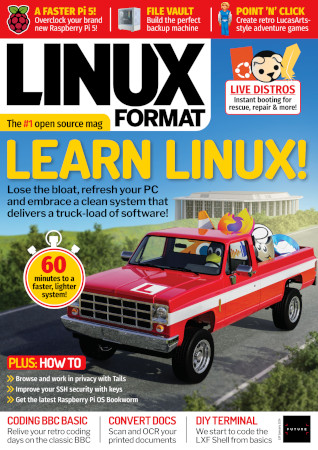 A FASTER Pi 5!
Overclock your brand
new Raspberry Pi 5!
FILE VAULT
Build the perfect
backup machine
POINT 'N' CLICK
Create retro LucasArts-
style adventure games
LINUX
FORMAT
The #1 open source mag
LIVE DISTROS
Instant booting for
rescue, repair & more!
LEARN LINUX!
Lose the bloat, refresh your PC
and embrace a clean system that
delivers a truck-load of software!
60
minutes to a
faster, lighter
system!
PLUS: HOW TO
Browse and work in privacy with Tails
Improve your SSH security with keys
Get the latest Raspberry Pi OS Bookworm
CODING BBC BASIC
Relive your retro coding
days on the classic BBC
CONVERT DOCS
Scan and OCR your
printed documents
DIY TERMINAL
We start to code the
LXF Shell from basics
FUTURE